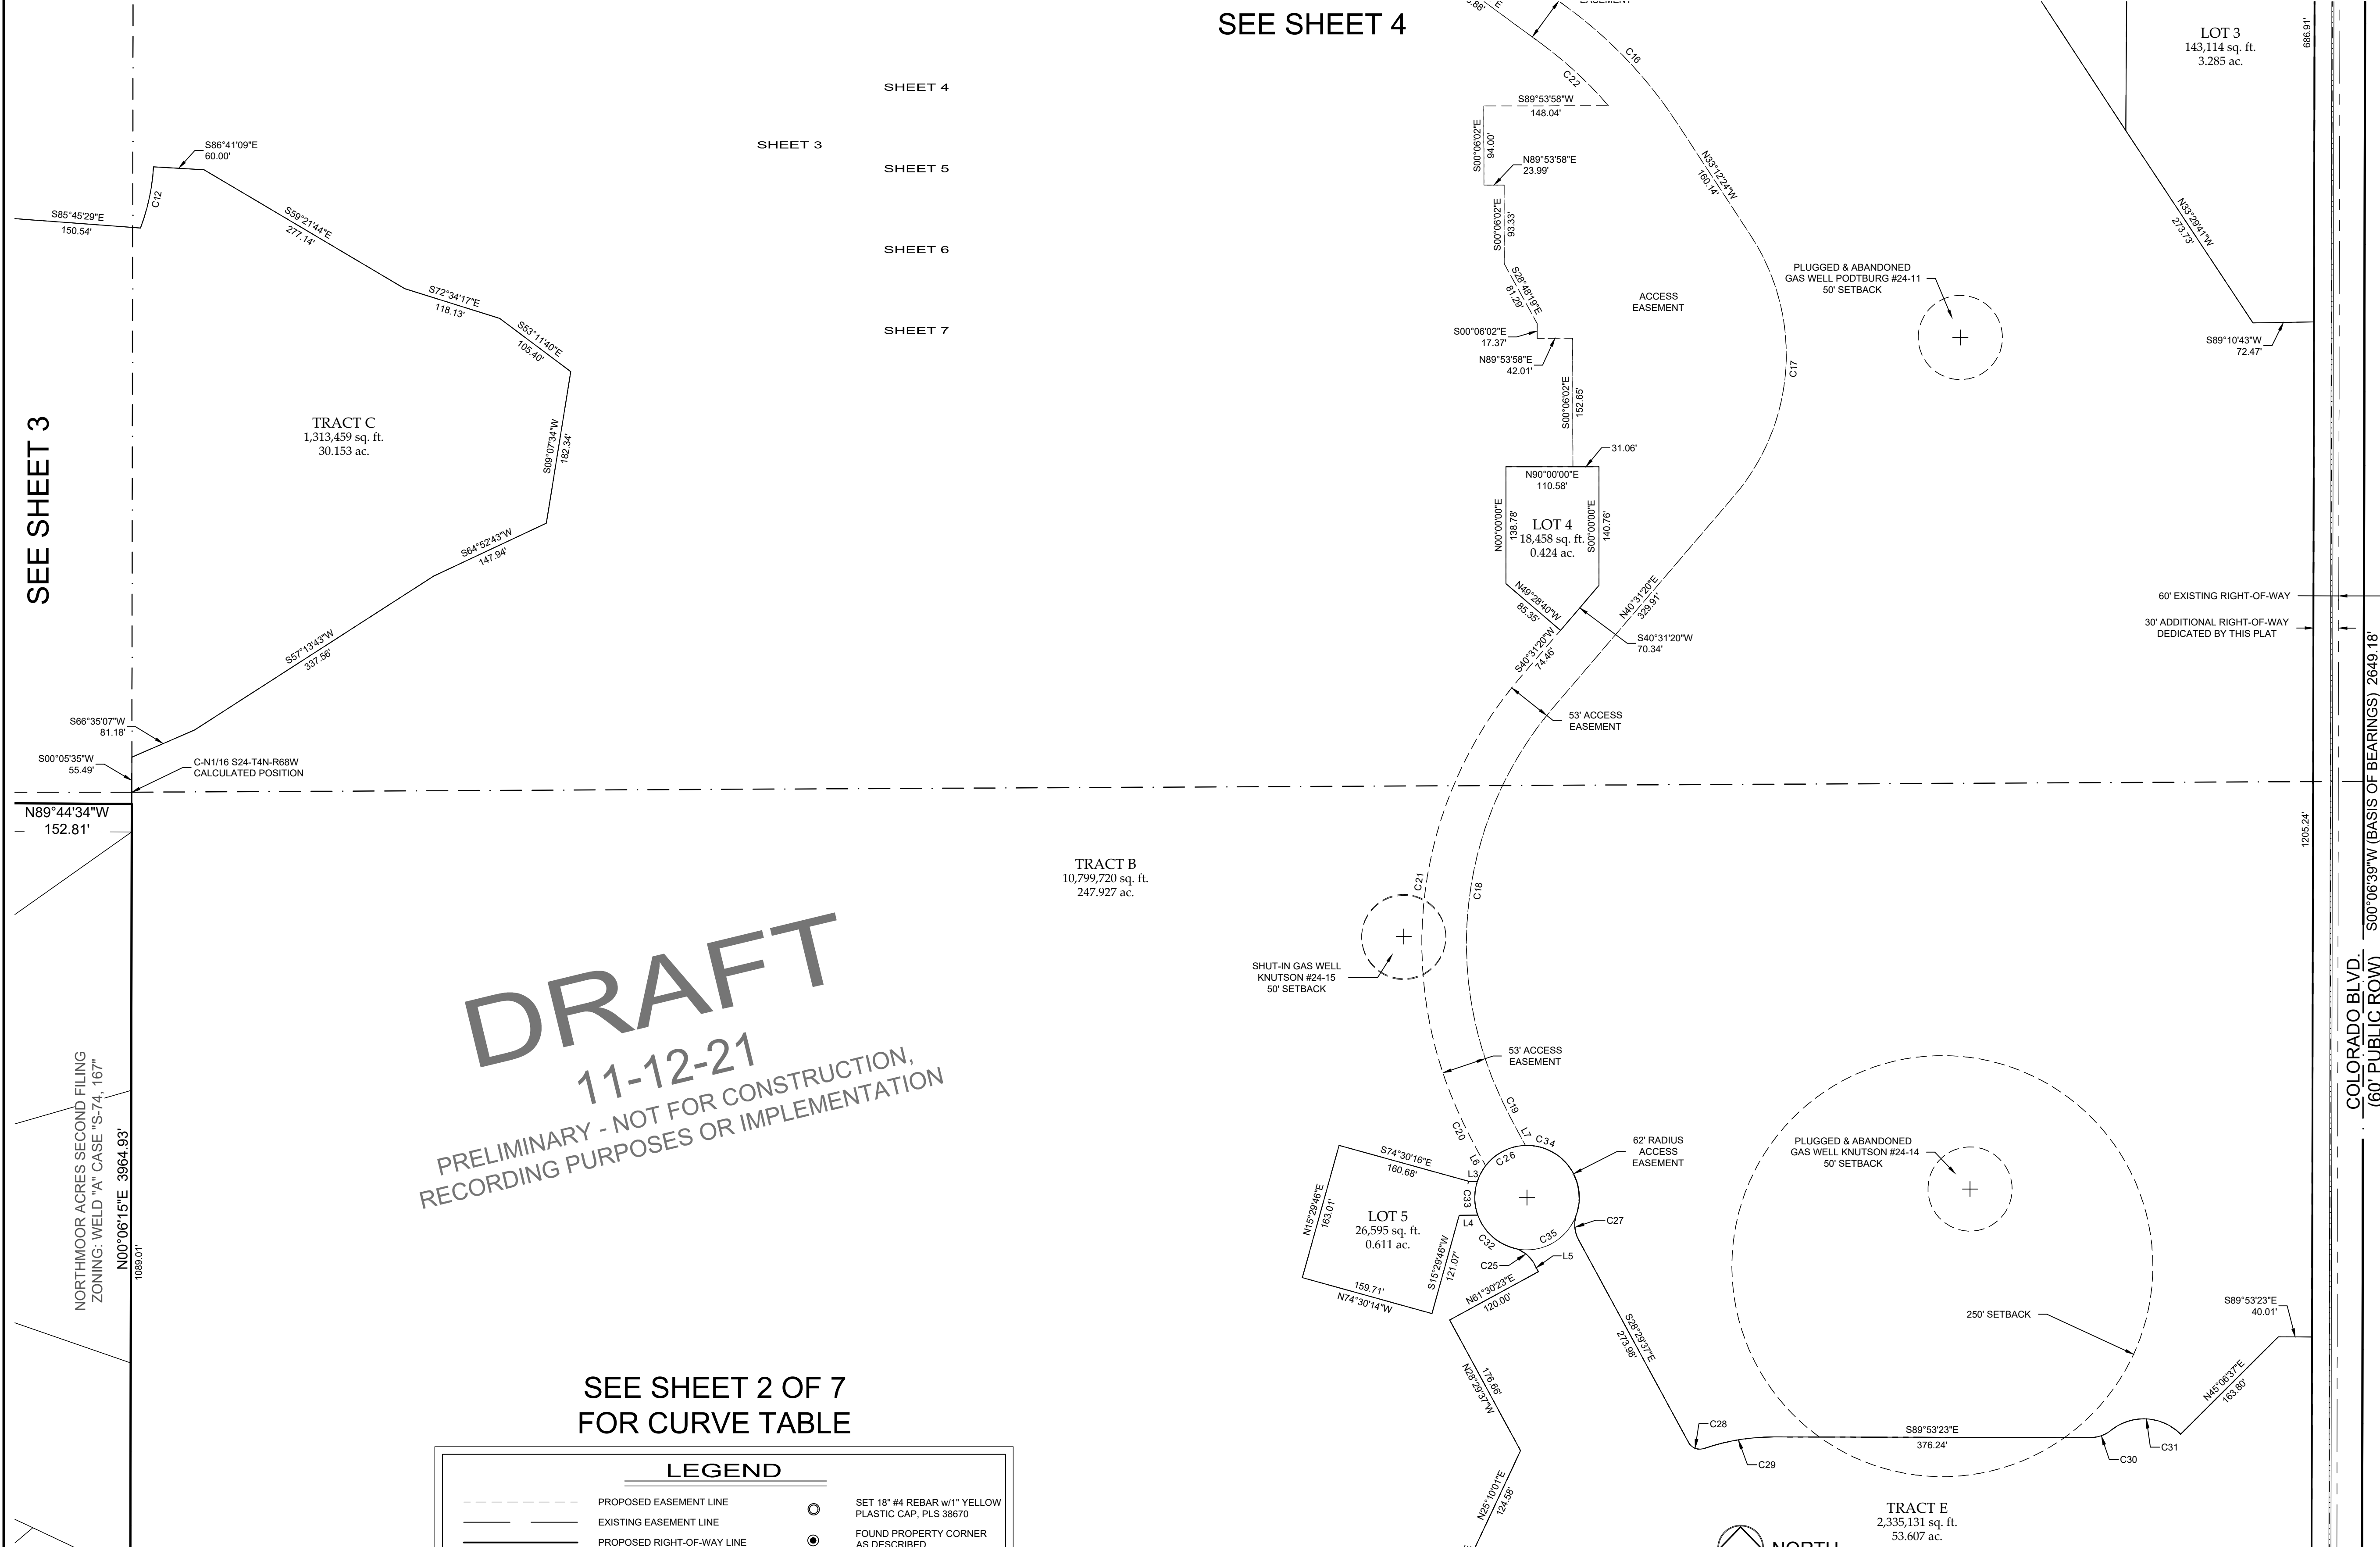 SEE SHEET 4
SHEET 4
SHEET 3
SHEET 5
SHEET 6
SHEET 7
SEE SHEET 3
S86°41'09"E
60.00'
C12
S85°45'29"E
150.54'
S59°21'44"E
277.14'
S72°34'17"E
118.13'
S53°11'40"E
105.40'
TRACT C
1,313,459 sq. ft.
30.153 ac.
S09°07'34"W
182.34'
S64°52'43"W
147.94'
S57°13'43"W
337.56'
S66°35'07"W
81.18'
S00°05'35"W
55.49'
C-N1/16 S24-T4N-R68W
CALCULATED POSITION
N89°44'34"W
152.81'
.88'
EASEMENT
C16
C22
S89°53'58"W
148.04'
S00°06'02"E
94.00'
N89°53'58"E
23.99'
S00°06'02"E
93.33'
S28°48'19"E
81.29'
S00°06'02"E
17.37'
N89°53'58"E
42.01'
S00°06'02"E
152.65'
N33°12'24"W
160.14'
ACCESS
EASEMENT
C17
31.06'
N90°00'00"E
110.58'
N00°00'00"E
138.78'
LOT 4
18,458 sq. ft.
0.424 ac.
S00°00'00"E
140.76'
N49°28'40"W
85.35'
S40°31'20"W
74.46'
N40°31'20"E
329.91'
S40°31'20"W
70.34'
53' ACCESS
EASEMENT
LOT 3
143,114 sq. ft.
3.285 ac.
686.91'
N33°29'41"W
273.73'
PLUGGED & ABANDONED
GAS WELL PODTBURG #24-11
50' SETBACK
S89°10'43"W
72.47'
60' EXISTING RIGHT-OF-WAY
30' ADDITIONAL RIGHT-OF-WAY
DEDICATED BY THIS PLAT
S00°06'39"W (BASIS OF BEARINGS) 2649.18'
1205.24'
COLORADO BLVD.
(60' PUBLIC ROW)
TRACT B
10,799,720 sq. ft.
247.927 ac.
C21
C18
SHUT-IN GAS WELL
KNUTSON #24-15
50' SETBACK
DRAFT
11-12-21
PRELIMINARY - NOT FOR CONSTRUCTION,
RECORDING PURPOSES OR IMPLEMENTATION
NORTHMOOR ACRES SECOND FILING
ZONING: WELD "A" CASE "S-74, 167"
N00°06'15"E 3964.93'
1089.01'
53' ACCESS
EASEMENT
C19
C20
L7
C34
L6
C26
L3
C33
L4
C32
C35
C25
L5
C27
62' RADIUS
ACCESS
EASEMENT
S74°30'16"E
160.68'
N15°29'46"E
163.01'
LOT 5
26,595 sq. ft.
0.611 ac.
S15°29'46"W
121.07'
159.71'
N74°30'14"W
N61°30'23"E
120.00'
176.66'
N28°29'37"W
N25°10'01"E
124.58'
S28°29'37"E
273.98'
PLUGGED & ABANDONED
GAS WELL KNUTSON #24-14
50' SETBACK
250' SETBACK
S89°53'23"E
40.01'
N45°06'37"E
163.80'
C28
C29
S89°53'23"E
376.24'
C30
C31
TRACT E
2,335,131 sq. ft.
53.607 ac.
NORTH
SEE SHEET 2 OF 7
FOR CURVE TABLE
LEGEND
PROPOSED EASEMENT LINE
EXISTING EASEMENT LINE
PROPOSED RIGHT-OF-WAY LINE
SET 18" #4 REBAR w/1" YELLOW
PLASTIC CAP, PLS 38670
FOUND PROPERTY CORNER
AS DESCRIBED